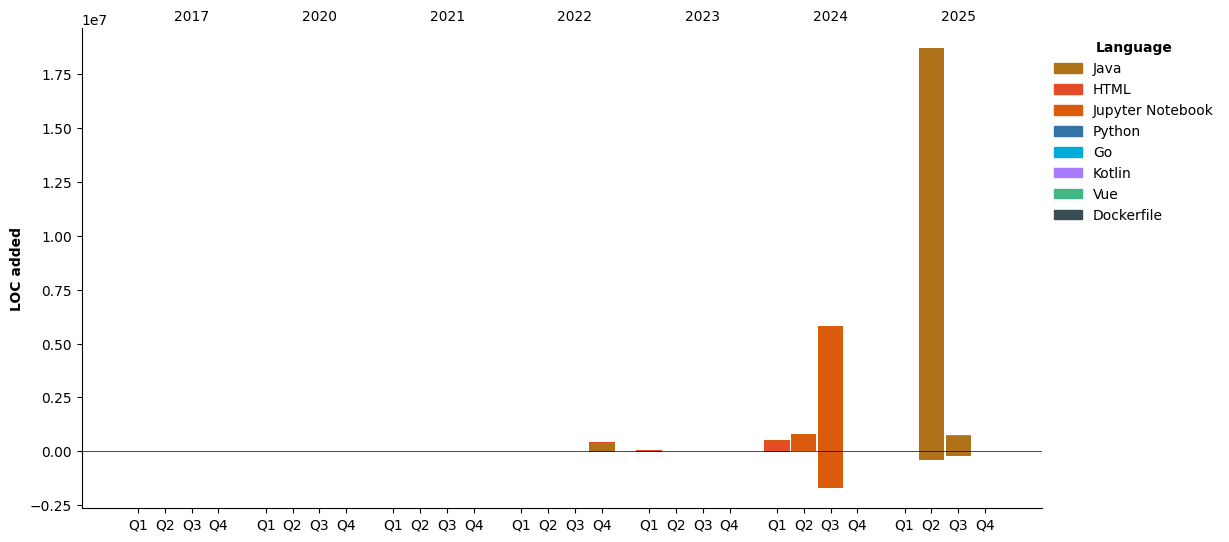 1e7
2017 2020 2021 2022 2023 2024 2025
Language
Java
HTML
Jupyter Notebook
Python
Go
Kotlin
Vue
Dockerfile
LOC added
1.75
1.50
1.25
1.00
0.75
0.50
0.25
0.00
−0.25
Q1 Q2 Q3 Q4 Q1 Q2 Q3 Q4 Q1 Q2 Q3 Q4 Q1 Q2 Q3 Q4 Q1 Q2 Q3 Q4 Q1 Q2 Q3 Q4 Q1 Q2 Q3 Q4